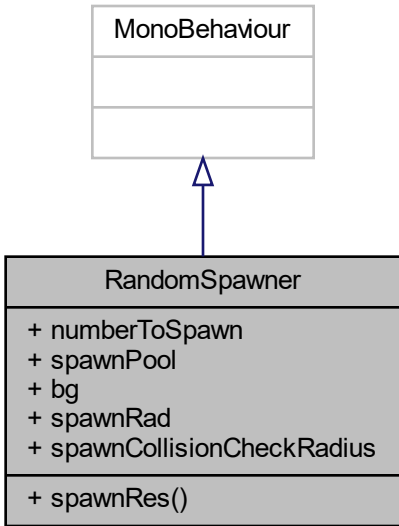 MonoBehaviour
RandomSpawner
+ numberToSpawn
+ spawnPool
+ bg
+ spawnRad
+ spawnCollisionCheckRadius
+ spawnRes()